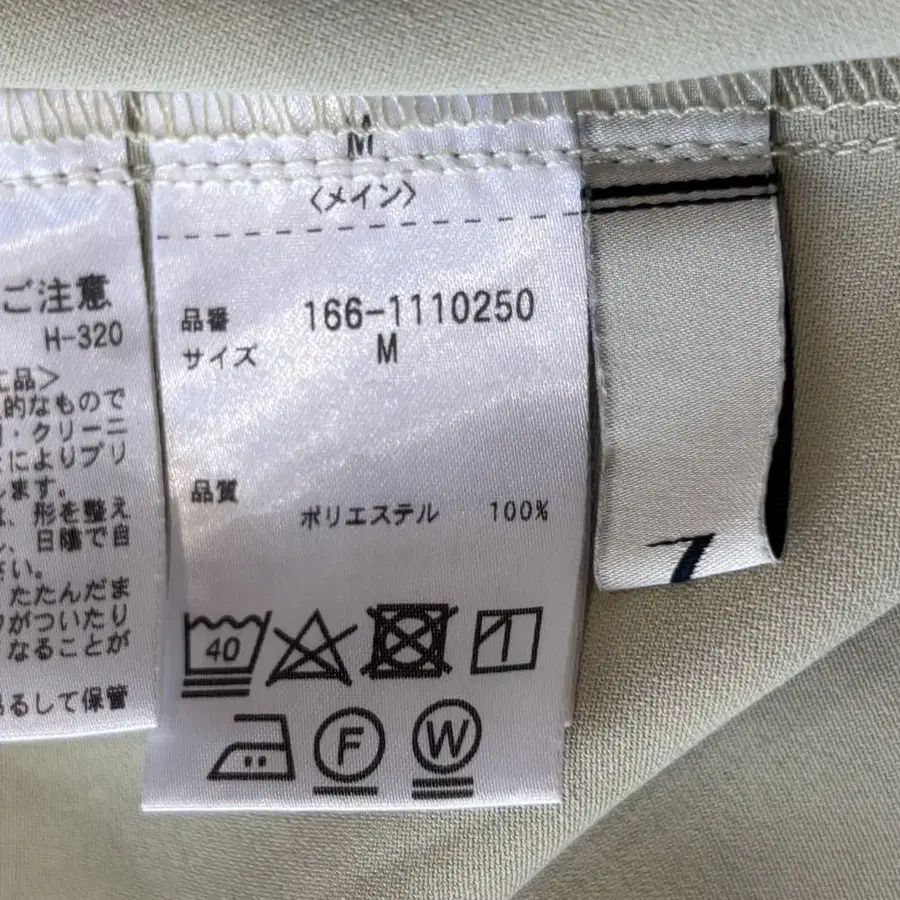 ご注意
H-320
品＞
的なもので
・クリーニ
によりプリ
します。
は、形を整え
、日陰で自
さい。
たたんだま
がついたり
なることが
るして保管
M
〈メイン〉
品番 166-1110250
サイズ M
品質
ポリエステル 100%
40
F
W
7